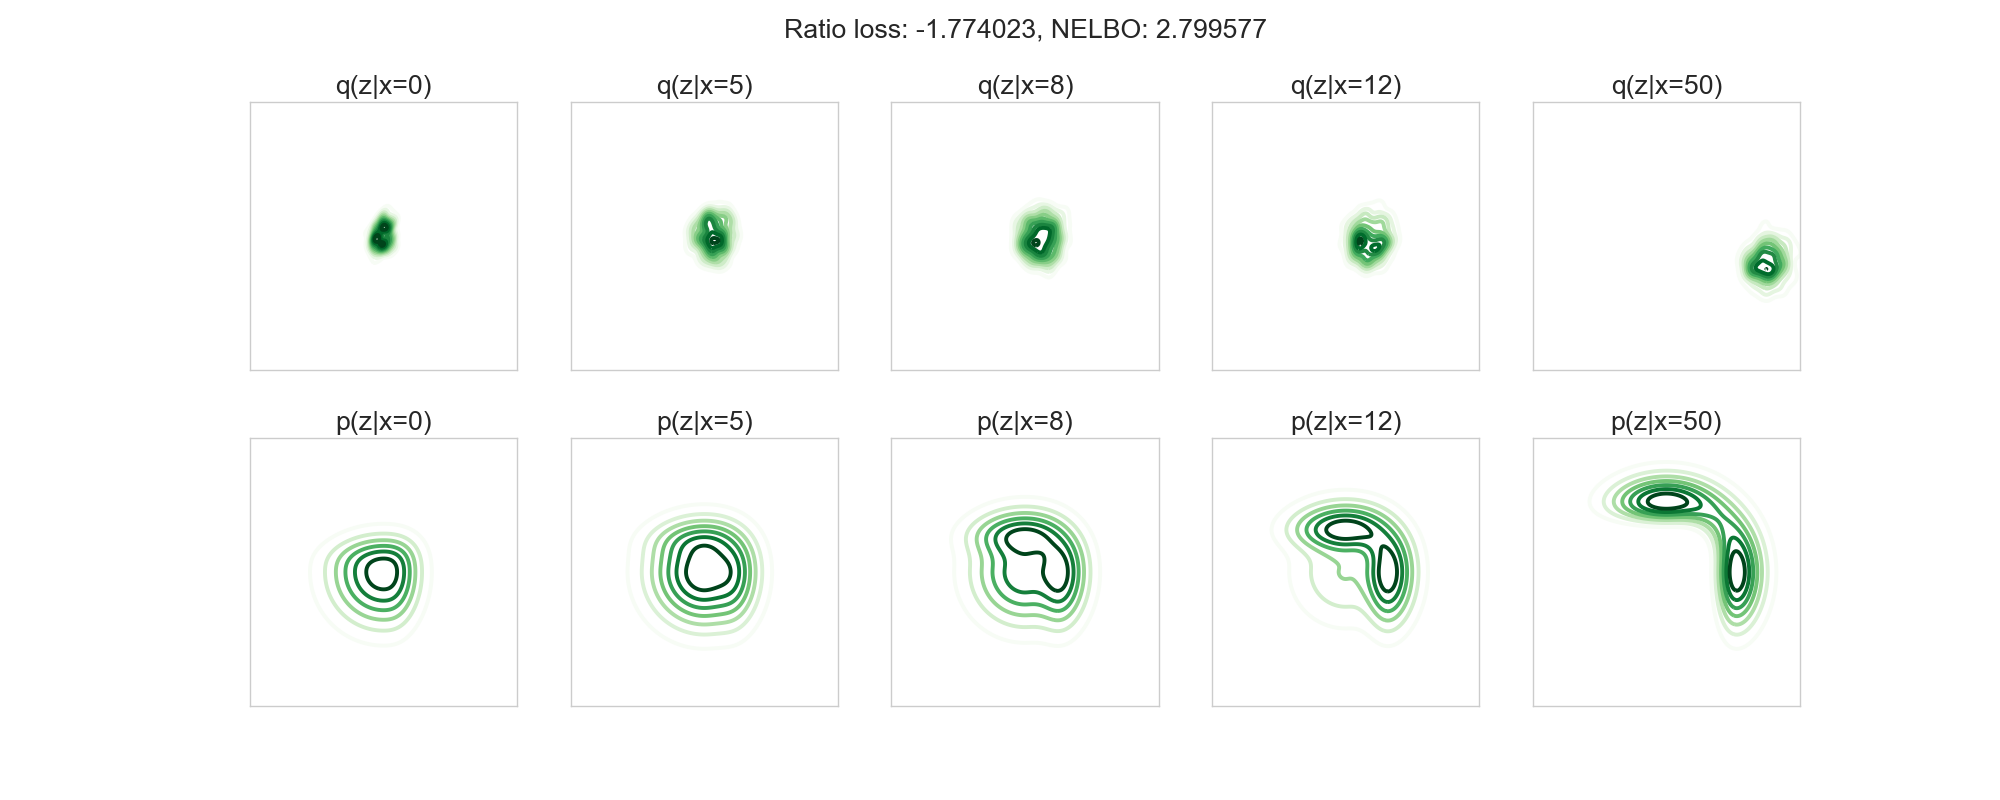 Ratio loss: -1.774023, NELBO: 2.799577
q(z|x=0) q(z|x=5) q(z|x=8) q(z|x=12) q(z|x=50)
p(z|x=0) p(z|x=5) p(z|x=8) p(z|x=12) p(z|x=50)